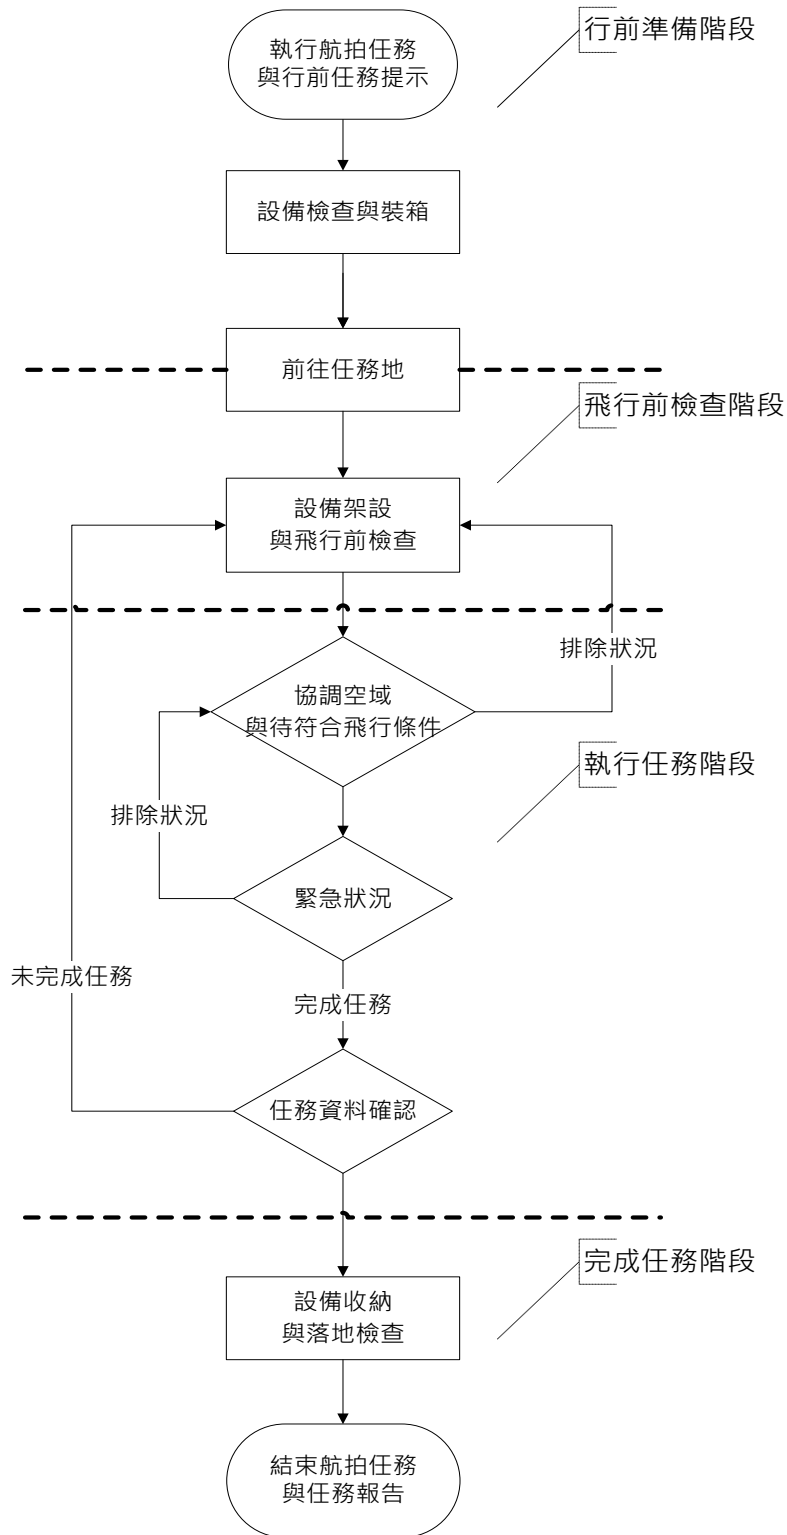 執行航拍任務
與行前任務提示
行前準備階段
設備檢查與裝箱
前往任務地
飛行前檢查階段
設備架設
與飛行前檢查
排除狀況
協調空域
與待符合飛行條件
執行任務階段
排除狀況
緊急狀況
未完成任務
完成任務
任務資料確認
完成任務階段
設備收納
與落地檢查
結束航拍任務
與任務報告